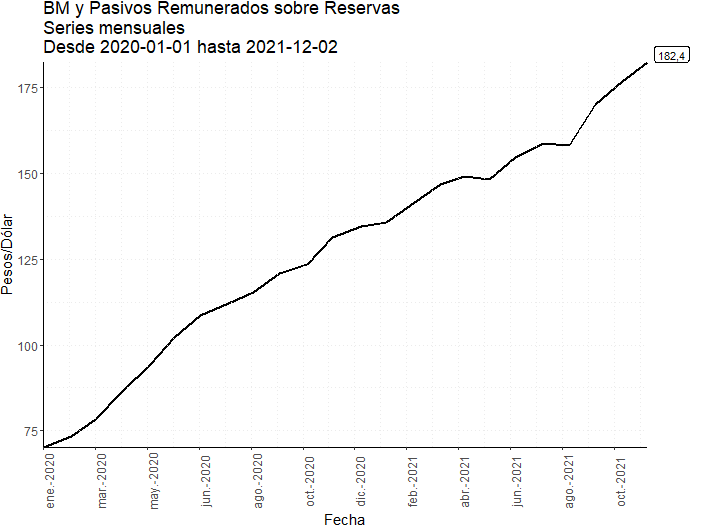 BM y Pasivos Remunerados sobre Reservas
Series mensuales
Desde 2020-01-01 hasta 2021-12-02
182,4
175
150
125
100
75
Pesos/Dólar
ene.-2020
mar.-2020
may.-2020
jun.-2020
ago.-2020
oct.-2020
dic.-2020
feb.-2021
abr.-2021
jun.-2021
ago.-2021
oct.-2021
Fecha